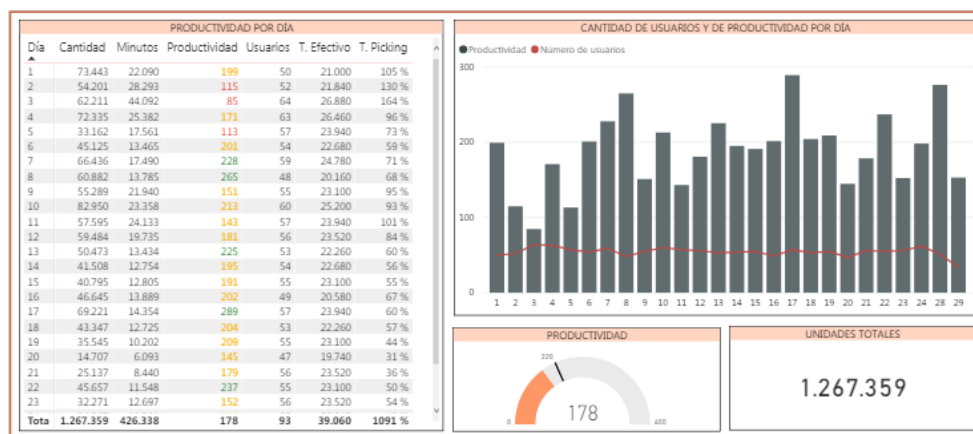 PRODUCTIVIDAD POR DÍA
Día Cantidad Minutos Productividad Usuarios T. Efectivo T. Picking
1 73.443 22.090 199 50 21.000 105 %
2 54.201 28.293 115 52 21.840 130 %
3 62.211 44.092 85 64 26.880 164 %
4 72.335 25.382 171 63 26.460 96 %
5 33.162 17.561 113 57 23.940 73 %
6 45.125 13.465 201 54 22.680 59 %
7 66.436 17.490 228 59 24.780 71 %
8 60.882 13.785 265 48 20.160 68 %
9 55.289 21.940 151 55 23.100 95 %
10 82.950 23.358 213 60 25.200 93 %
11 57.595 24.133 143 57 23.940 101 %
12 59.484 19.735 181 56 23.520 84 %
13 50.473 13.434 225 53 22.260 60 %
14 41.508 12.754 195 54 22.680 56 %
15 40.795 12.805 191 55 23.100 55 %
16 46.645 13.889 202 49 20.580 67 %
17 69.221 14.354 289 57 23.940 60 %
18 43.347 12.725 204 53 22.260 57 %
19 35.545 10.202 209 55 23.100 44 %
20 14.707 6.093 145 47 19.740 31 %
21 25.137 8.440 179 56 23.520 36 %
22 45.657 11.548 237 55 23.100 50 %
23 32.271 12.697 152 56 23.520 54 %
Tota 1.267.359 426.338 178 93 39.060 1091 %
CANTIDAD DE USUARIOS Y DE PRODUCTIVIDAD POR DÍA
Productividad Número de usuarios
300
200
100
0
1 2 3 4 5 6 7 8 9 10 11 12 13 14 15 16 17 18 19 20 21 22 23 24 28 29
PRODUCTIVIDAD
220
178
0 400
UNIDADES TOTALES
1.267.359